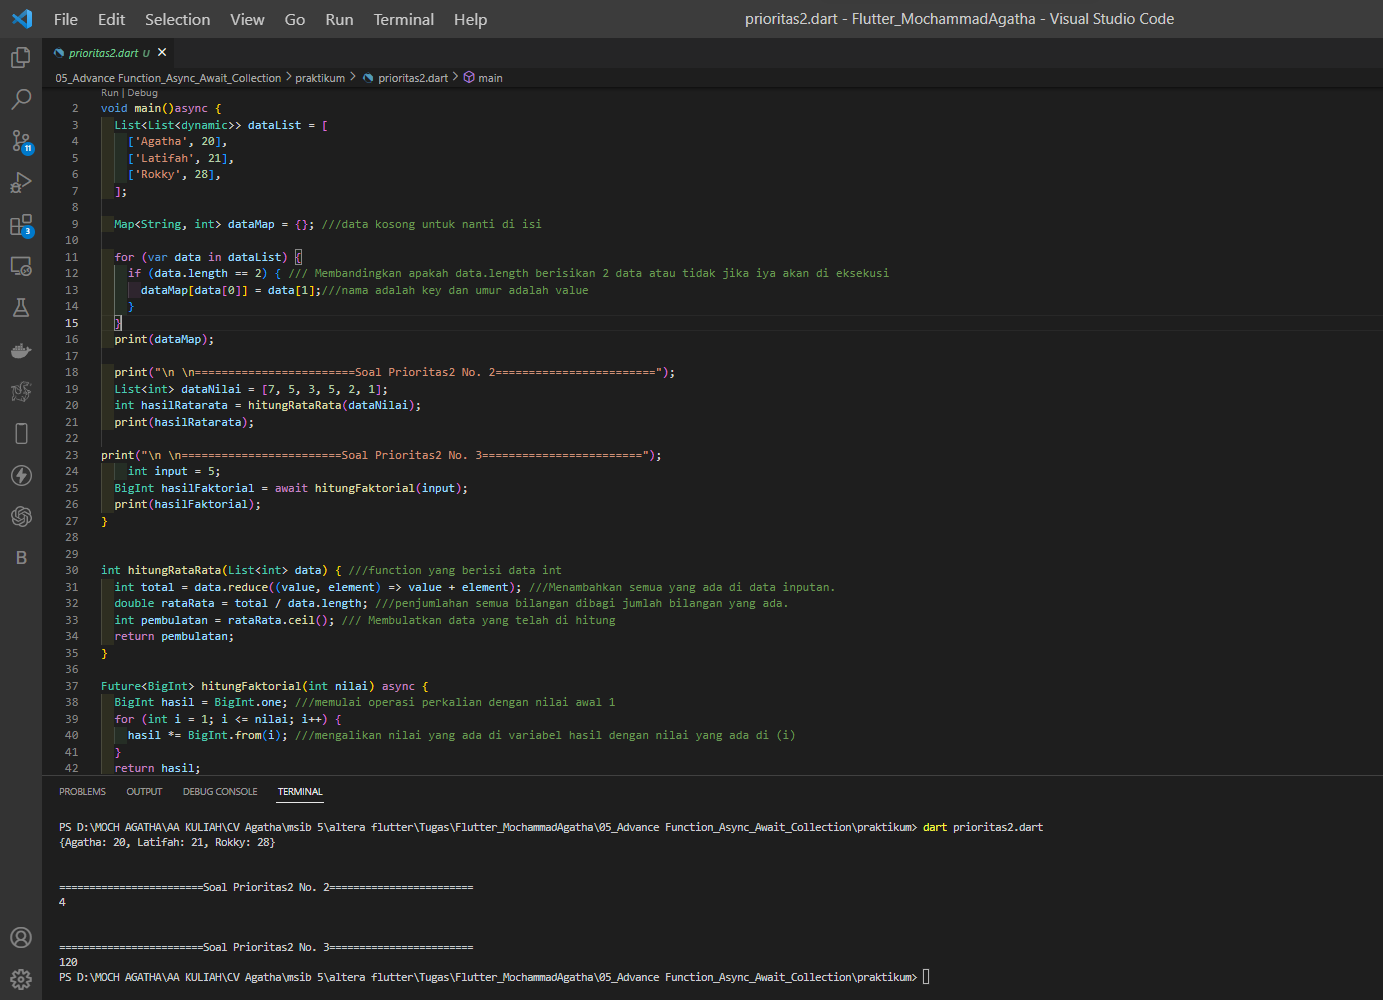 File Edit Selection View Go Run Terminal Help prioritas2.dart - Flutter_MochammadAgatha - Visual Studio Code
prioritas2.dart U
05_Advance Function_Async_Await_Collection > praktikum > prioritas2.dart > main
Run | Debug
2 void main()async {
3 List<List<dynamic>> dataList = [
4 ['Agatha', 20],
5 ['Latifah', 21],
6 ['Rokky', 28],
7 ];
8
9 Map<String, int> dataMap = {}; ///data kosong untuk nanti di isi
10
11 for (var data in dataList) {
12 if (data.length == 2) { /// Membandingkan apakah data.length berisikan 2 data atau tidak jika iya akan di eksekusi
13 dataMap[data[0]] = data[1];///nama adalah key dan umur adalah value
14 }
15 }
16 print(dataMap);
17
18 print("\n \n========================Soal Prioritas2 No. 2========================");
19 List<int> dataNilai = [7, 5, 3, 5, 2, 1];
20 int hasilRatarata = hitungRataRata(dataNilai);
21 print(hasilRatarata);
22
23 print("\n \n========================Soal Prioritas2 No. 3========================");
24 int input = 5;
25 BigInt hasilFaktorial = await hitungFaktorial(input);
26 print(hasilFaktorial);
27 }
28
29
30 int hitungRataRata(List<int> data) { ///function yang berisi data int
31 int total = data.reduce((value, element) => value + element); ///Menambahkan semua yang ada di data inputan.
32 double rataRata = total / data.length; ///penjumlahan semua bilangan dibagi jumlah bilangan yang ada.
33 int pembulatan = rataRata.ceil(); /// Membulatkan data yang telah di hitung
34 return pembulatan;
35 }
36
37 Future<BigInt> hitungFaktorial(int nilai) async {
38 BigInt hasil = BigInt.one; ///memulai operasi perkalian dengan nilai awal 1
39 for (int i = 1; i <= nilai; i++) {
40 hasil *= BigInt.from(i); ///mengalikan nilai yang ada di variabel hasil dengan nilai yang ada di (i)
41 }
42 return hasil;
11
3
B
PROBLEMS OUTPUT DEBUG CONSOLE TERMINAL
PS D:\MOCH AGATHA\AA KULIAH\CV Agatha\msib 5\altera flutter\Tugas\Flutter_MochammadAgatha\05_Advance Function_Async_Await_Collection\praktikum> dart prioritas2.dart
{Agatha: 20, Latifah: 21, Rokky: 28}
========================Soal Prioritas2 No. 2========================
4
========================Soal Prioritas2 No. 3========================
120
PS D:\MOCH AGATHA\AA KULIAH\CV Agatha\msib 5\altera flutter\Tugas\Flutter_MochammadAgatha\05_Advance Function_Async_Await_Collection\praktikum>